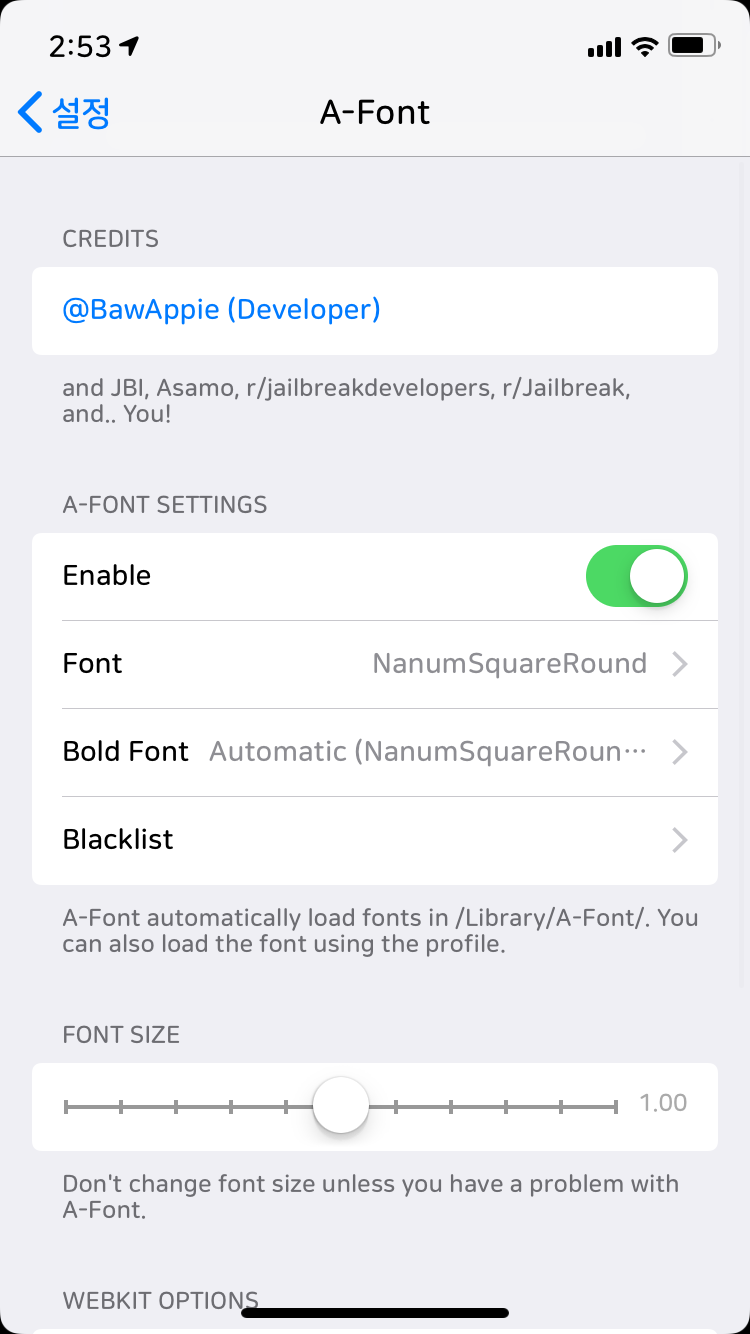 2:53
설정
A-Font
CREDITS
@BawAppie (Developer)
and JBI, Asamo, r/jailbreakdevelopers, r/Jailbreak,
and.. You!
A-FONT SETTINGS
Enable
Font NanumSquareRound
Bold Font Automatic (NanumSquareRoun…
Blacklist
A-Font automatically load fonts in /Library/A-Font/. You
can also load the font using the profile.
FONT SIZE
1.00
Don't change font size unless you have a problem with
A-Font.
WEBKIT OPTIONS